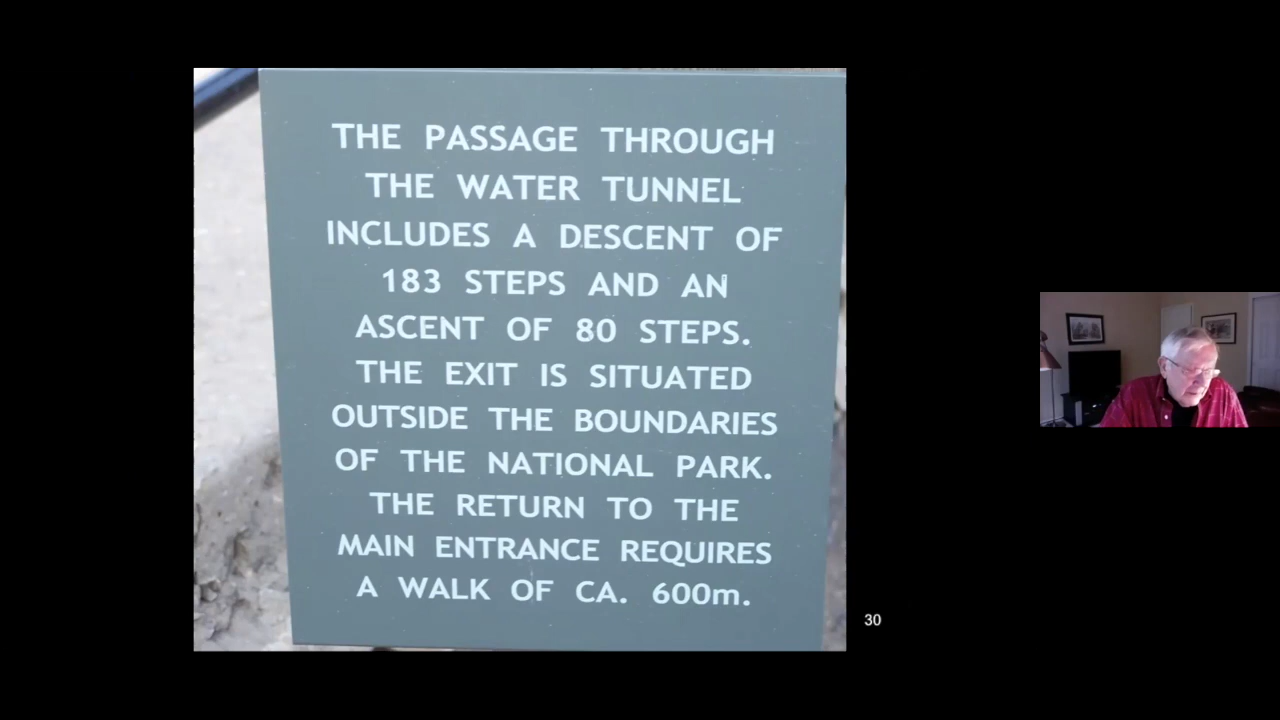 THE PASSAGE THROUGH
THE WATER TUNNEL
INCLUDES A DESCENT OF
183 STEPS AND AN
ASCENT OF 80 STEPS.
THE EXIT IS SITUATED
OUTSIDE THE BOUNDARIES
OF THE NATIONAL PARK.
THE RETURN TO THE
MAIN ENTRANCE REQUIRES
A WALK OF CA. 600m.
30